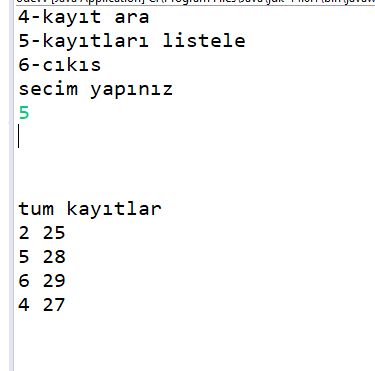 4-kayıt ara
5-kayıtları listele
6-cıkıs
secim yapınız
5
tum kayıtlar
2 25
5 28
6 29
4 27